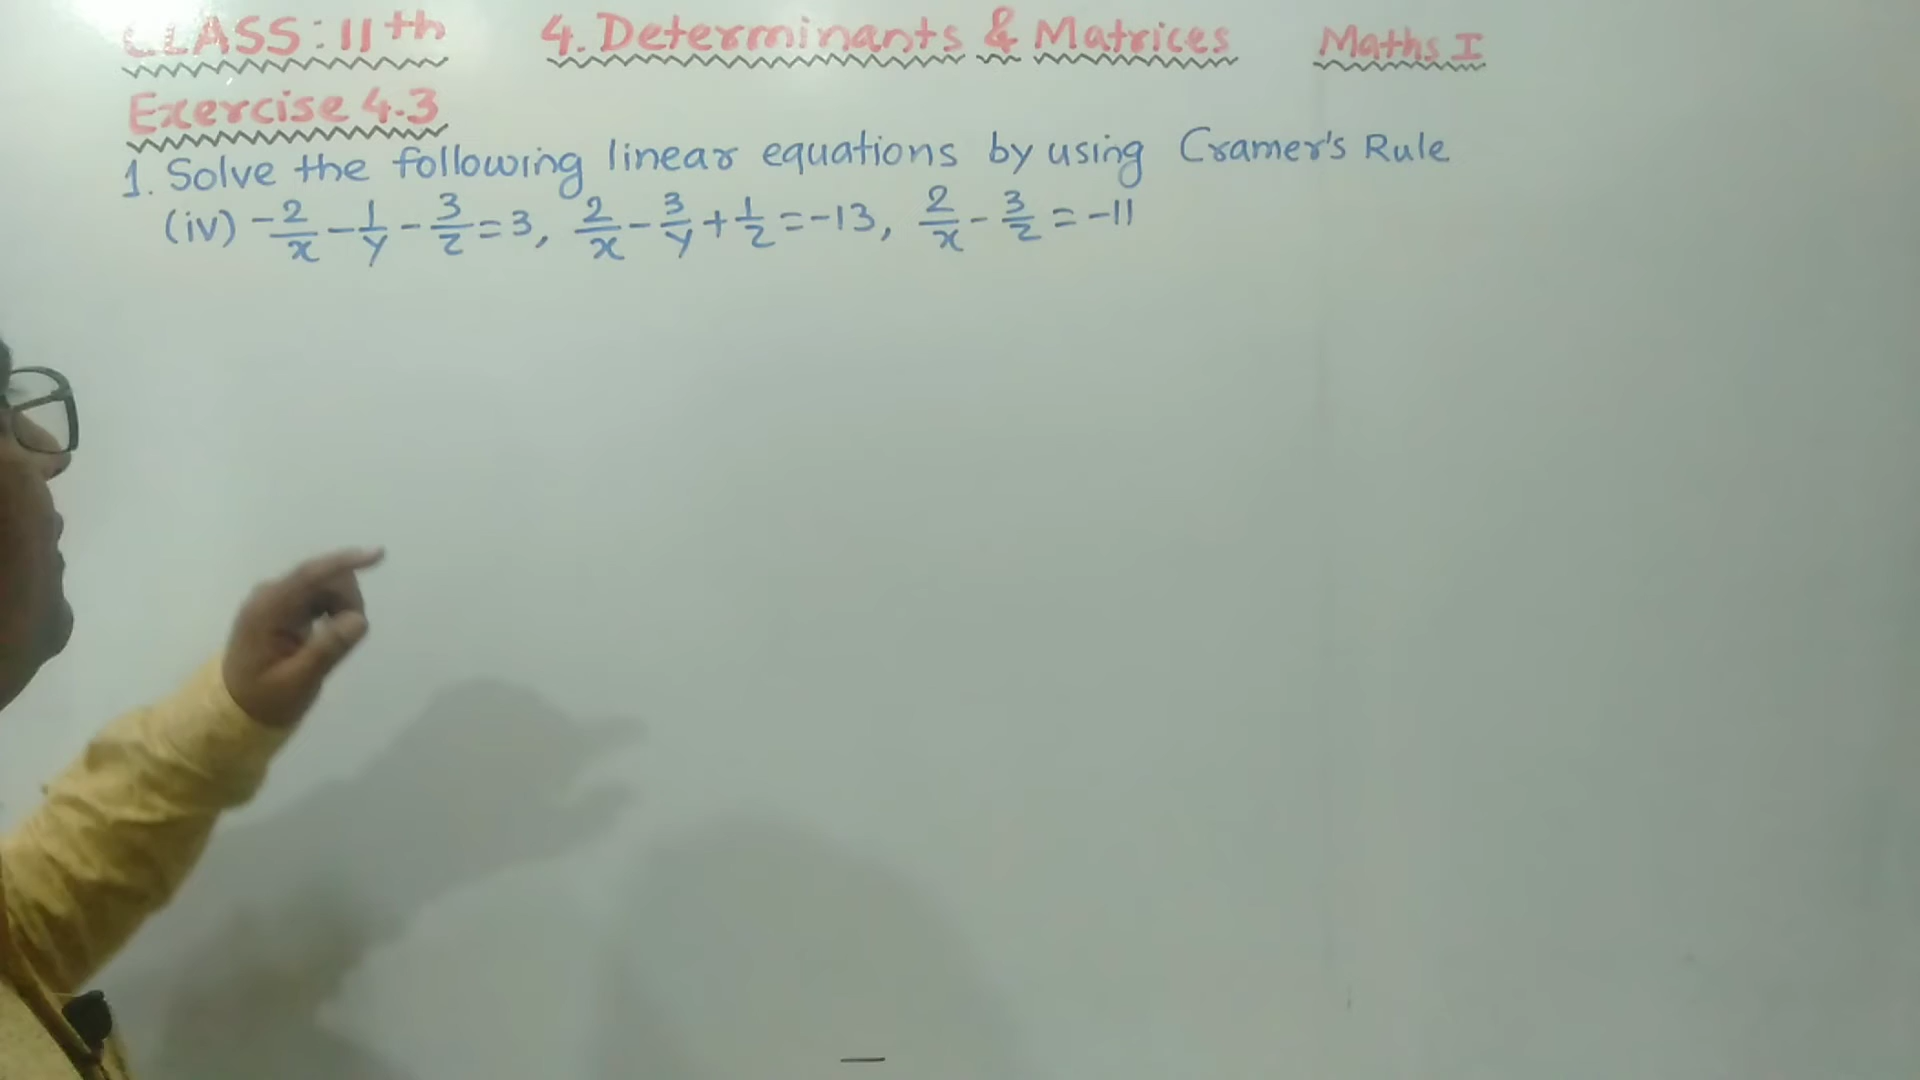 CLASS: 11th 4. Determinants & Matrices Maths I
Exercise 4.3
1. Solve the following linear equations by using Cramer's Rule
(iv) -2/x - 1/y - 3/z = 3, 2/x - 3/y + 1/z = -13, 2/x - 3/z = -11